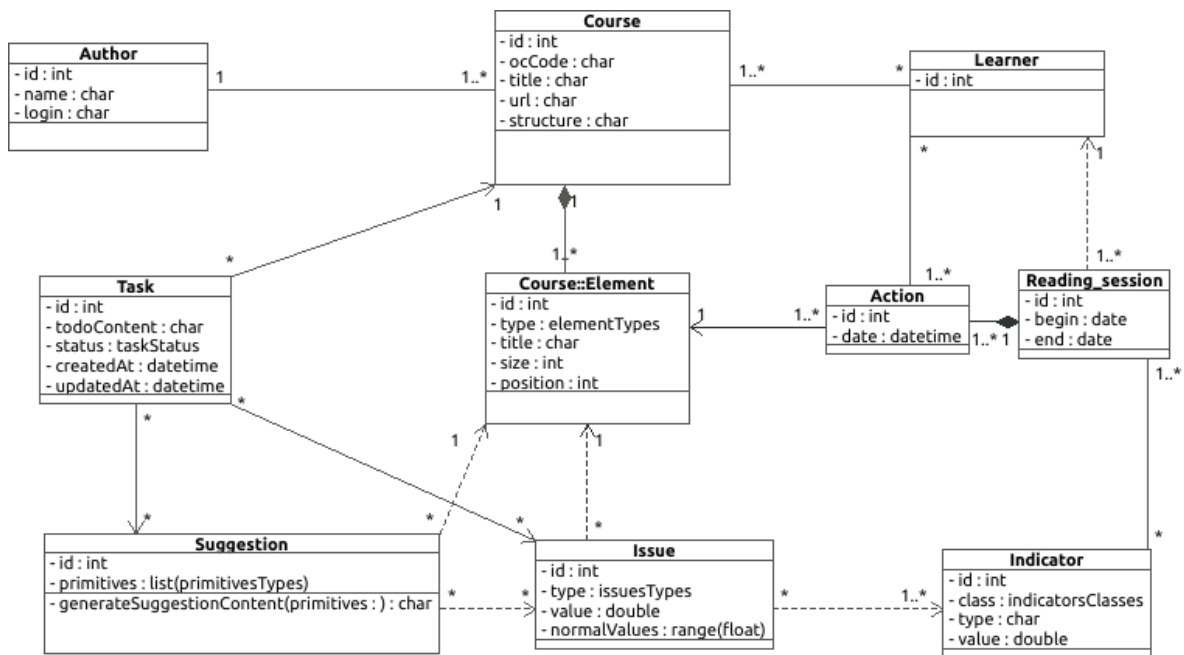 Course
- id : int
- ocCode : char
- title : char
- url : char
- structure : char
Author
- id : int
- name : char
- login : char
1
1..*
1..*
*
Learner
- id : int
*
1
1
*
1
1..*
1..*
1..*
Task
- id : int
- todoContent : char
- status : taskStatus
- createdAt : datetime
- updatedAt : datetime
Course::Element
- id : int
- type : elementTypes
- title : char
- size : int
- position : int
1
1..*
Action
- id : int
- date : datetime
1..*
1
Reading_session
- id : int
- begin : date
- end : date
1..*
*
*
1
1
*
*
*
*
*
Suggestion
- id : int
- primitives : list(primitivesTypes)
- generateSuggestionContent(primitives : ) : char
*
*
Issue
- id : int
- type : issuesTypes
- value : double
- normalValues : range(float)
*
1..*
Indicator
- id : int
- class : indicatorsClasses
- type : char
- value : double